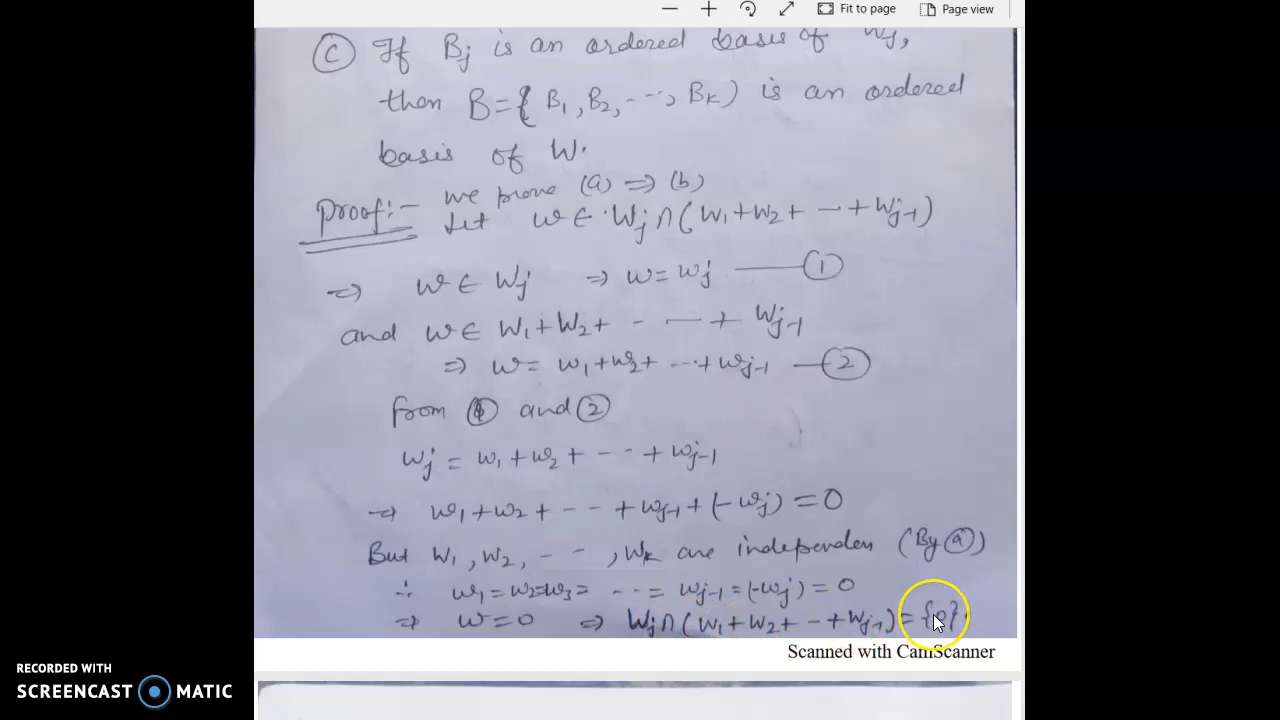 Fit to page Page view
(c) If Bj is an ordered basis of Wj,
then B = { B1, B2, ---, BK) is an ordered
basis of W.
Proof:- we prove (a) ⇒ (b)
Let w ∈ Wj ∩ (W1 + W2 + --- + Wj-1)
⇒ w ∈ Wj ⇒ w = wj —— (1)
and w ∈ W1 + W2 + - — + Wj-1
⇒ w = w1 + w2 + --- + wj-1 — (2)
from (1) and (2)
wj = w1 + w2 + --- + wj-1
⇒ w1 + w2 + --- + wj-1 + (-wj) = 0
But W1, W2, ---, WK are independen (By (a))
∴ w1 = w2 = w3 = --- = wj-1 = (-wj) = 0
⇒ w = 0 ⇒ Wj ∩ (W1 + W2 + --- + Wj-1) = {0}.
Scanned with CamScanner
RECORDED WITH
SCREENCAST MATIC